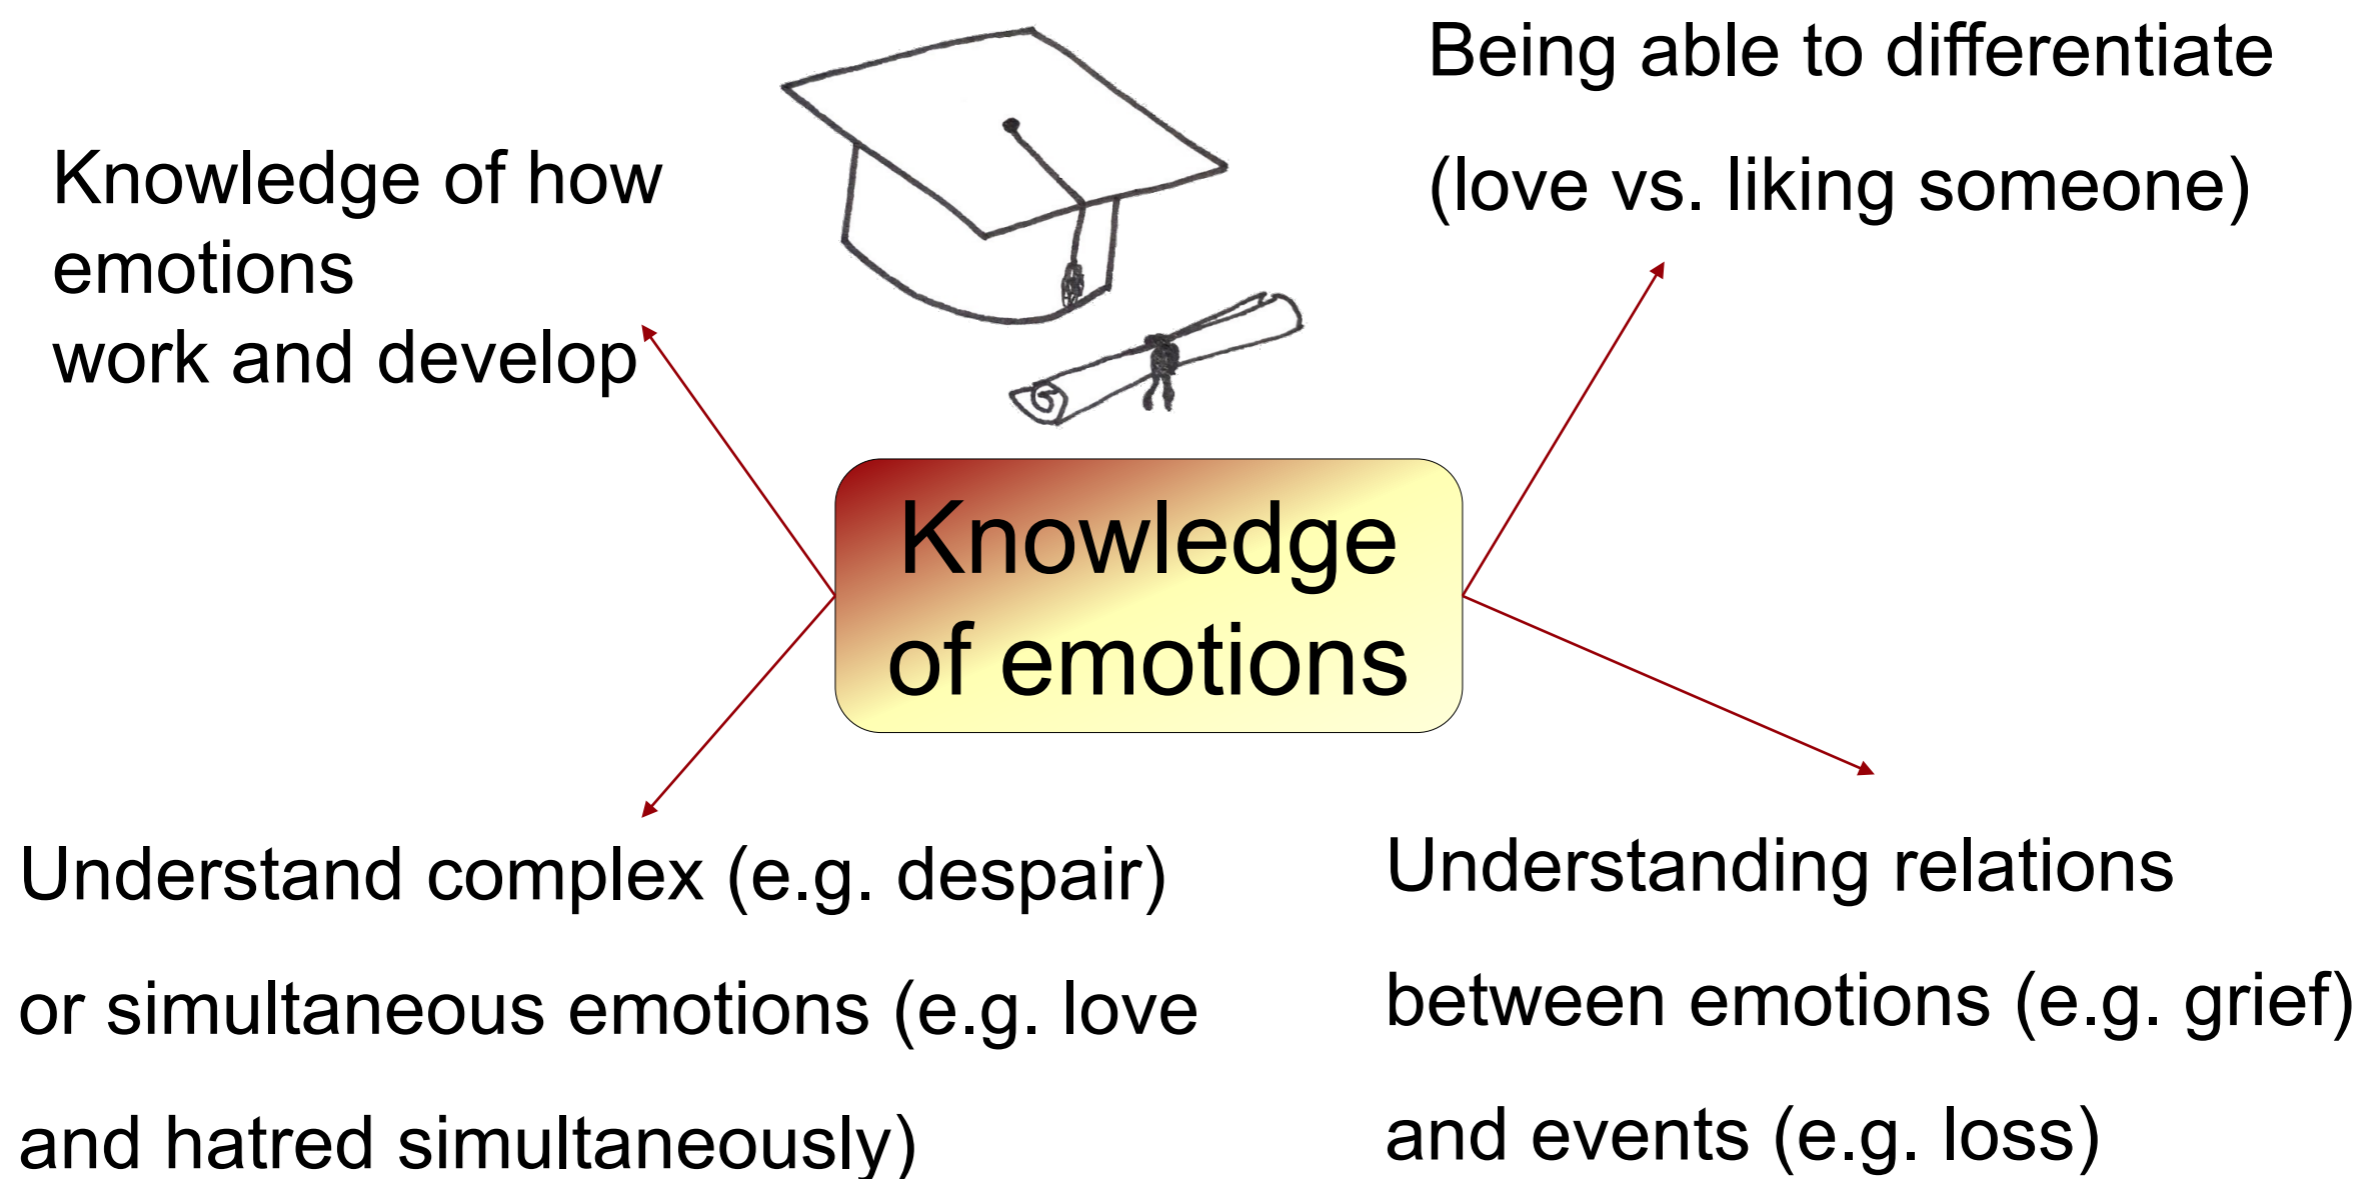 Being able to differentiate
(love vs. liking someone)
Knowledge of how
emotions
work and develop
Knowledge
of emotions
Understand complex (e.g. despair)
or simultaneous emotions (e.g. love
and hatred simultaneously)
Understanding relations
between emotions (e.g. grief)
and events (e.g. loss)